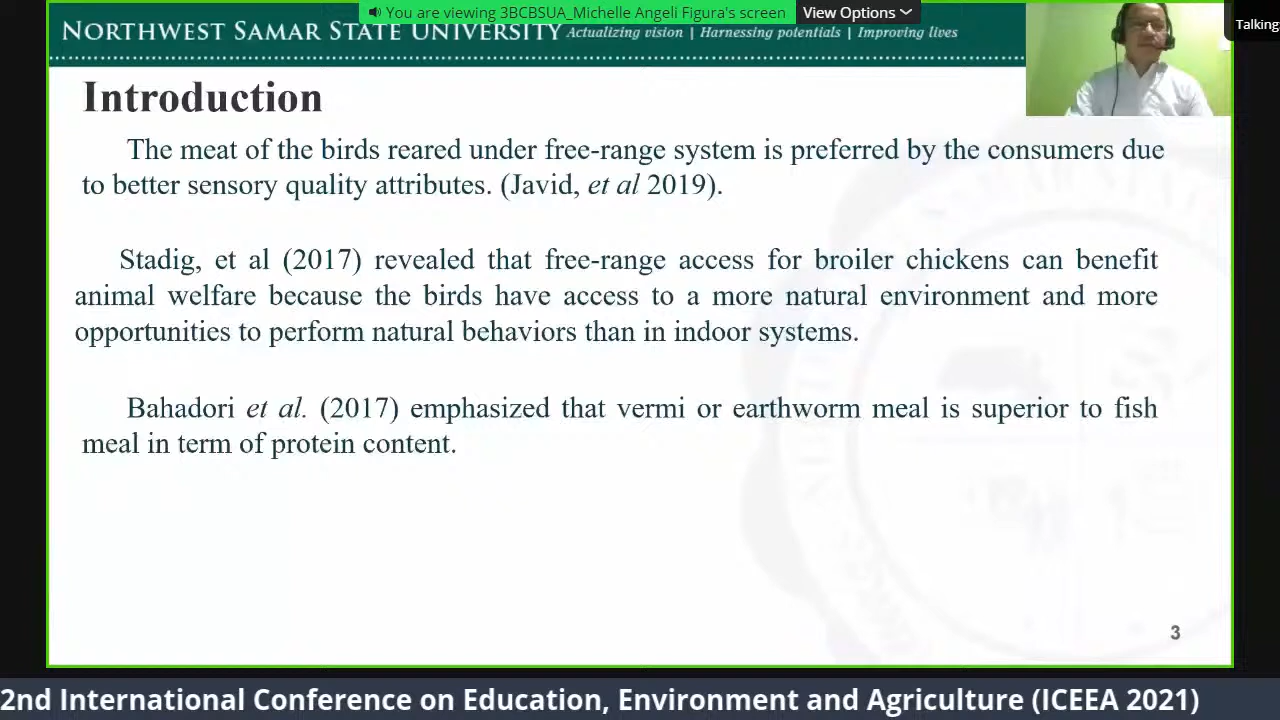 You are viewing 3BCBSUA_Michelle Angeli Figura's screen
View Options
Talking
NORTHWEST SAMAR STATE UNIVERSITY Actualizing vision | Harnessing potentials | Improving lives
Introduction
The meat of the birds reared under free-range system is preferred by the consumers due
to better sensory quality attributes. (Javid, et al 2019).
Stadig, et al (2017) revealed that free-range access for broiler chickens can benefit
animal welfare because the birds have access to a more natural environment and more
opportunities to perform natural behaviors than in indoor systems.
Bahadori et al. (2017) emphasized that vermi or earthworm meal is superior to fish
meal in term of protein content.
3
2nd International Conference on Education, Environment and Agriculture (ICEEA 2021)